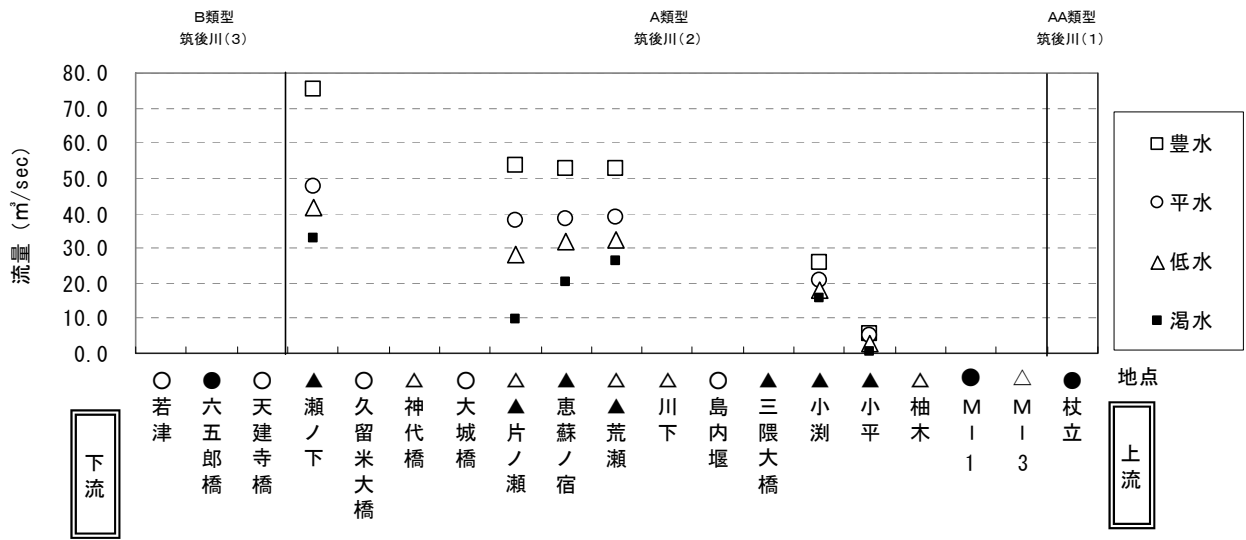 B類型
筑後川(3)
A類型
筑後川(2)
AA類型
筑後川(1)
流量 (㎥/sec)
80.0
70.0
60.0
50.0
40.0
30.0
20.0
10.0
0.0
□豊水
○平水
△低水
■渇水
○若津
●六五郎橋
○天建寺橋
▲瀬ノ下
○久留米大橋
△神代橋
○大城橋
△▲片ノ瀬
▲恵蘇ノ宿
△▲荒瀬
△川下
○島内堰
▲三隈大橋
▲小渕
▲小平
△柚木
●MI1
△MI3
●杖立
地点
下流
上流